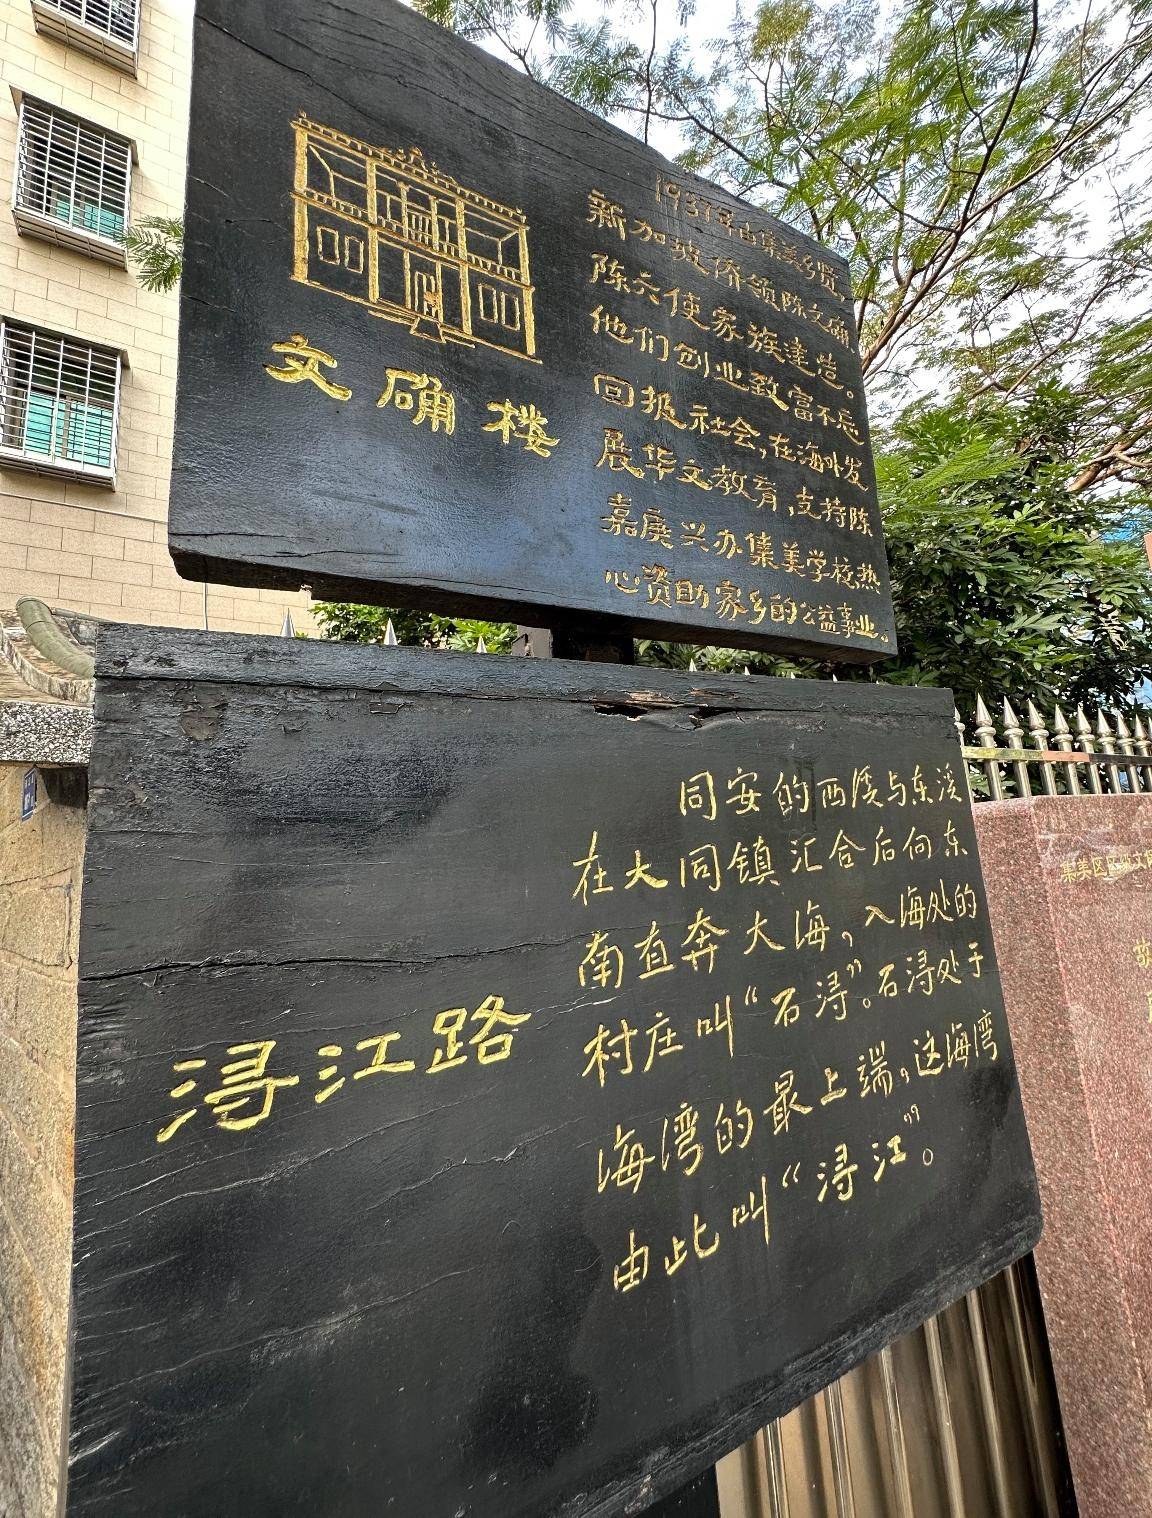 文确楼
1937年由集美乡贤,
新加坡侨领陈文确
陈六使家族建造。
他们创业致富不忘
回报社会,在海外发
展华文教育,支持陈
嘉庚兴办集美学校热
心资助家乡的公益事业。
浔江路
同安的西溪与东溪
在大同镇汇合后向东
南直奔大海,入海处的
村庄叫“石浔”。石浔处于
海湾的最上端,这海湾
由此叫“浔江”。
集美区